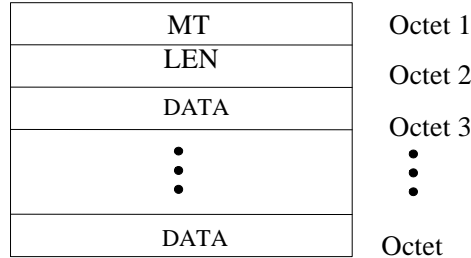 MT Octet 1
LEN Octet 2
DATA Octet 3
DATA Octet